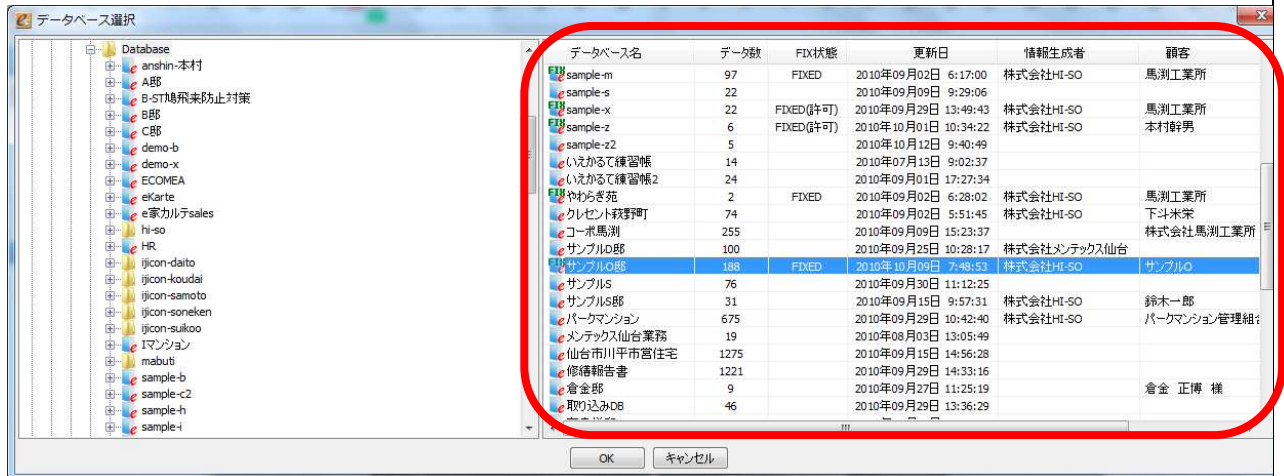 データベース選択
Database
anshin-本村
A邸
B-ST鳩飛来防止対策
B邸
C邸
demo-b
demo-x
ECOMEA
eKarte
e家カルテsales
hi-so
HR
ijicon-daito
ijicon-koudai
ijicon-samoto
ijicon-soneken
ijicon-suikoo
Iマンション
mabuti
sample-b
sample-c2
sample-h
sample-i
データベース名 データ数 FIX状態 更新日 情報生成者 顧客
sample-m 97 FIXED 2010年09月02日 6:17:00 株式会社HI-SO 馬渕工業所
sample-s 22 2010年09月09日 9:29:06
sample-x 22 FIXED(許可) 2010年09月29日 13:49:43 株式会社HI-SO 馬渕工業所
sample-z 6 FIXED(許可) 2010年10月01日 10:34:22 株式会社HI-SO 本村幹男
sample-z2 5 2010年10月12日 9:40:49
いえかるて練習帳 14 2010年07月13日 9:02:37
いえかるて練習帳2 24 2010年09月01日 17:27:34
やわらぎ苑 2 FIXED 2010年09月02日 6:28:02 株式会社HI-SO 馬渕工業所
クレセント萩野町 74 2010年09月02日 5:51:45 株式会社HI-SO 下斗米栄
コーポ馬渕 255 2010年09月09日 15:23:37 株式会社馬渕工業所
サンプルD邸 100 2010年09月25日 10:28:17 株式会社メンテックス仙台
サンプルO邸 188 FIXED 2010年10月09日 7:48:53 株式会社HI-SO サンプルO
サンプルS 76 2010年09月30日 11:12:25
サンプルS邸 31 2010年09月15日 9:57:31 株式会社HI-SO 鈴木一郎
パークマンション 675 2010年09月29日 10:42:40 株式会社HI-SO パークマンション管理組合
メンテックス仙台業務 19 2010年08月03日 13:05:49
仙台市川平市営住宅 1275 2010年09月15日 14:56:28
修繕報告書 1221 2010年09月29日 14:33:16
倉金邸 9 2010年09月27日 11:25:19 倉金 正博 様
取り込みDB 46 2010年09月29日 13:36:29
OK キャンセル